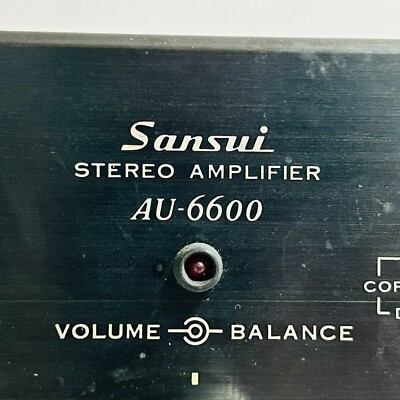 Sansui
STEREO AMPLIFIER
AU-6600
VOLUME BALANCE